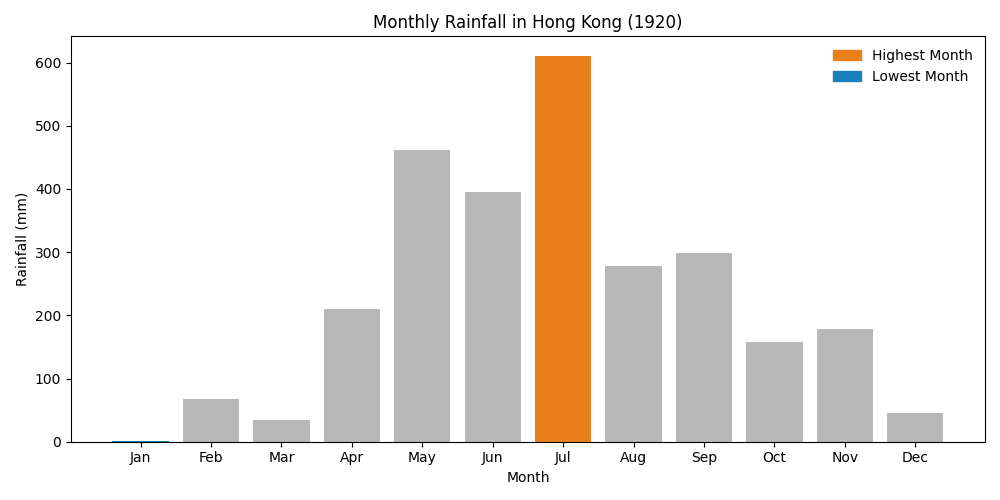 Monthly Rainfall in Hong Kong (1920)
Highest Month
Lowest Month
Rainfall (mm)
600
500
400
300
200
100
0
Jan Feb Mar Apr May Jun Jul Aug Sep Oct Nov Dec
Month